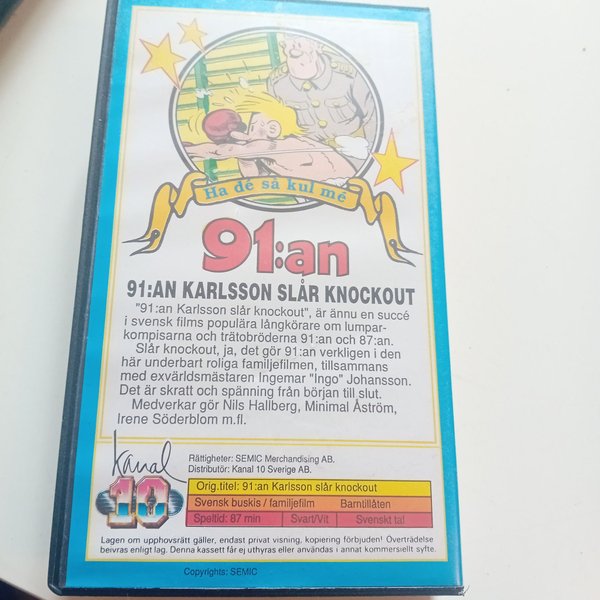 Ha dé så kul mé
91:an
91:AN KARLSSON SLÅR KNOCKOUT
"91:an Karlsson slår knockout", är ännu en succé
i svensk films populära långkörare om lumpar-
kompisarna och trätobröderna 91:an och 87:an.
Slår knockout, ja, det gör 91:an verkligen i den
här underbart roliga familjefilmen, tillsammans
med exvärldsmästaren Ingemar "Ingo" Johansson.
Det är skratt och spänning från början till slut.
Medverkar gör Nils Hallberg, Minimal Åström,
Irene Söderblom m.fl.
Kanal
10
Rättigheter: SEMIC Merchandising AB.
Distributör: Kanal 10 Sverige AB.
Orig.titel: 91:an Karlsson slår knockout
Svensk buskis / familjefilm Barntillåten
Speltid: 87 min Svart/Vit Svenskt tal
Lagen om upphovsrätt gäller, endast privat visning, kopiering förbjuden! Överträdelse
beivras enligt lag. Denna kassett får ej uthyras eller användas i annat kommersiellt syfte.
Copyrights: SEMIC